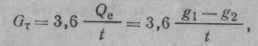 Gт = 3,6 Qe / t = 3,6 g1 — g2 / t ,